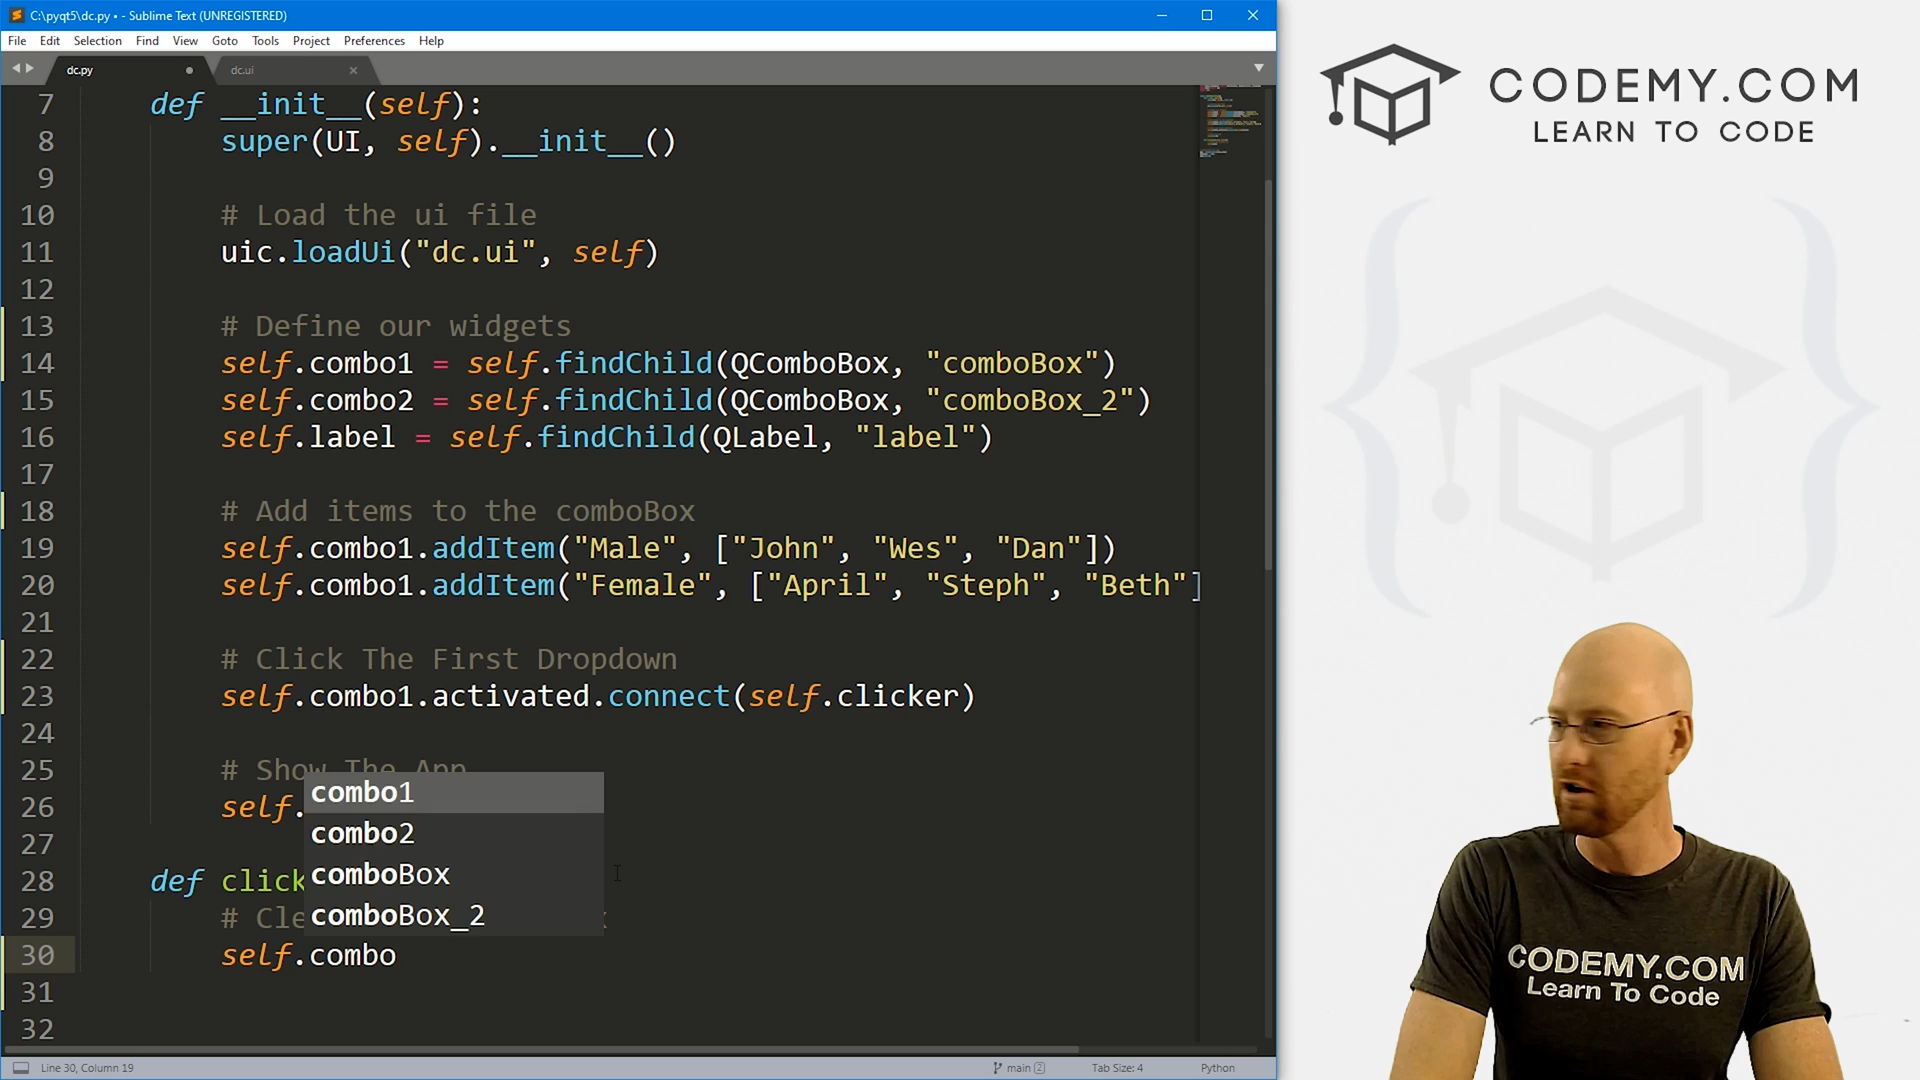 C:\pyqt5\dc.py • - Sublime Text (UNREGISTERED)
File Edit Selection Find View Goto Tools Project Preferences Help
dc.py
dc.ui
7 def __init__(self):
8 super(UI, self).__init__()
9
10 # Load the ui file
11 uic.loadUi("dc.ui", self)
12
13 # Define our widgets
14 self.combo1 = self.findChild(QComboBox, "comboBox")
15 self.combo2 = self.findChild(QComboBox, "comboBox_2")
16 self.label = self.findChild(QLabel, "label")
17
18 # Add items to the comboBox
19 self.combo1.addItem("Male", ["John", "Wes", "Dan"])
20 self.combo1.addItem("Female", ["April", "Steph", "Beth"]
21
22 # Click The First Dropdown
23 self.combo1.activated.connect(self.clicker)
24
25 # Show The App
26 self.
27
28 def click
29 # Cle
30 self.combo
31
32
combo1
combo2
comboBox
comboBox_2
Line 30, Column 19
main 2
Tab Size: 4
Python
CODEMY.COM
LEARN TO CODE
CODEMY.COM
Learn To Code